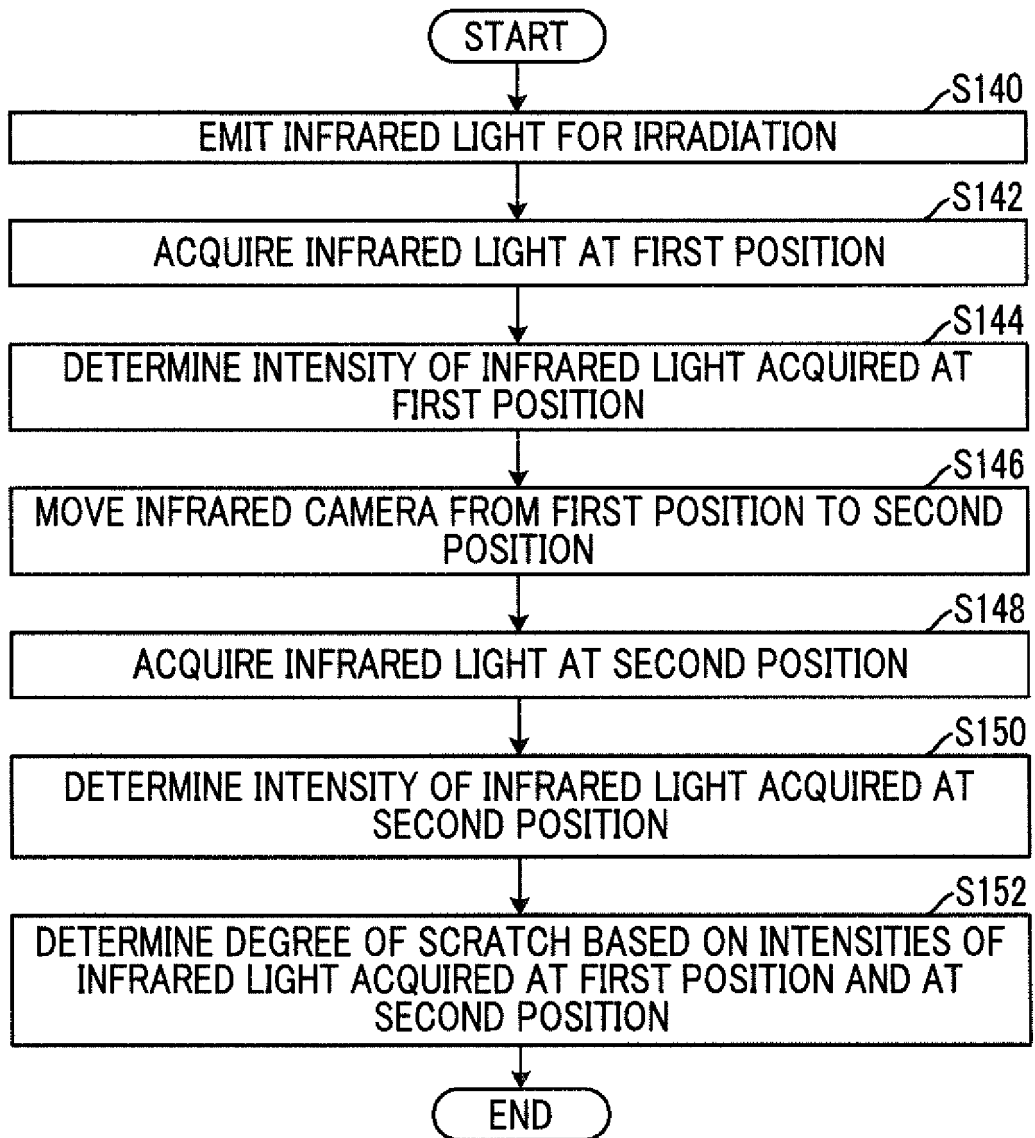 START
S140
EMIT INFRARED LIGHT FOR IRRADIATION
S142
ACQUIRE INFRARED LIGHT AT FIRST POSITION
S144
DETERMINE INTENSITY OF INFRARED LIGHT ACQUIRED AT
FIRST POSITION
S146
MOVE INFRARED CAMERA FROM FIRST POSITION TO SECOND
POSITION
S148
ACQUIRE INFRARED LIGHT AT SECOND POSITION
S150
DETERMINE INTENSITY OF INFRARED LIGHT ACQUIRED AT
SECOND POSITION
S152
DETERMINE DEGREE OF SCRATCH BASED ON INTENSITIES OF
INFRARED LIGHT ACQUIRED AT FIRST POSITION AND AT
SECOND POSITION
END